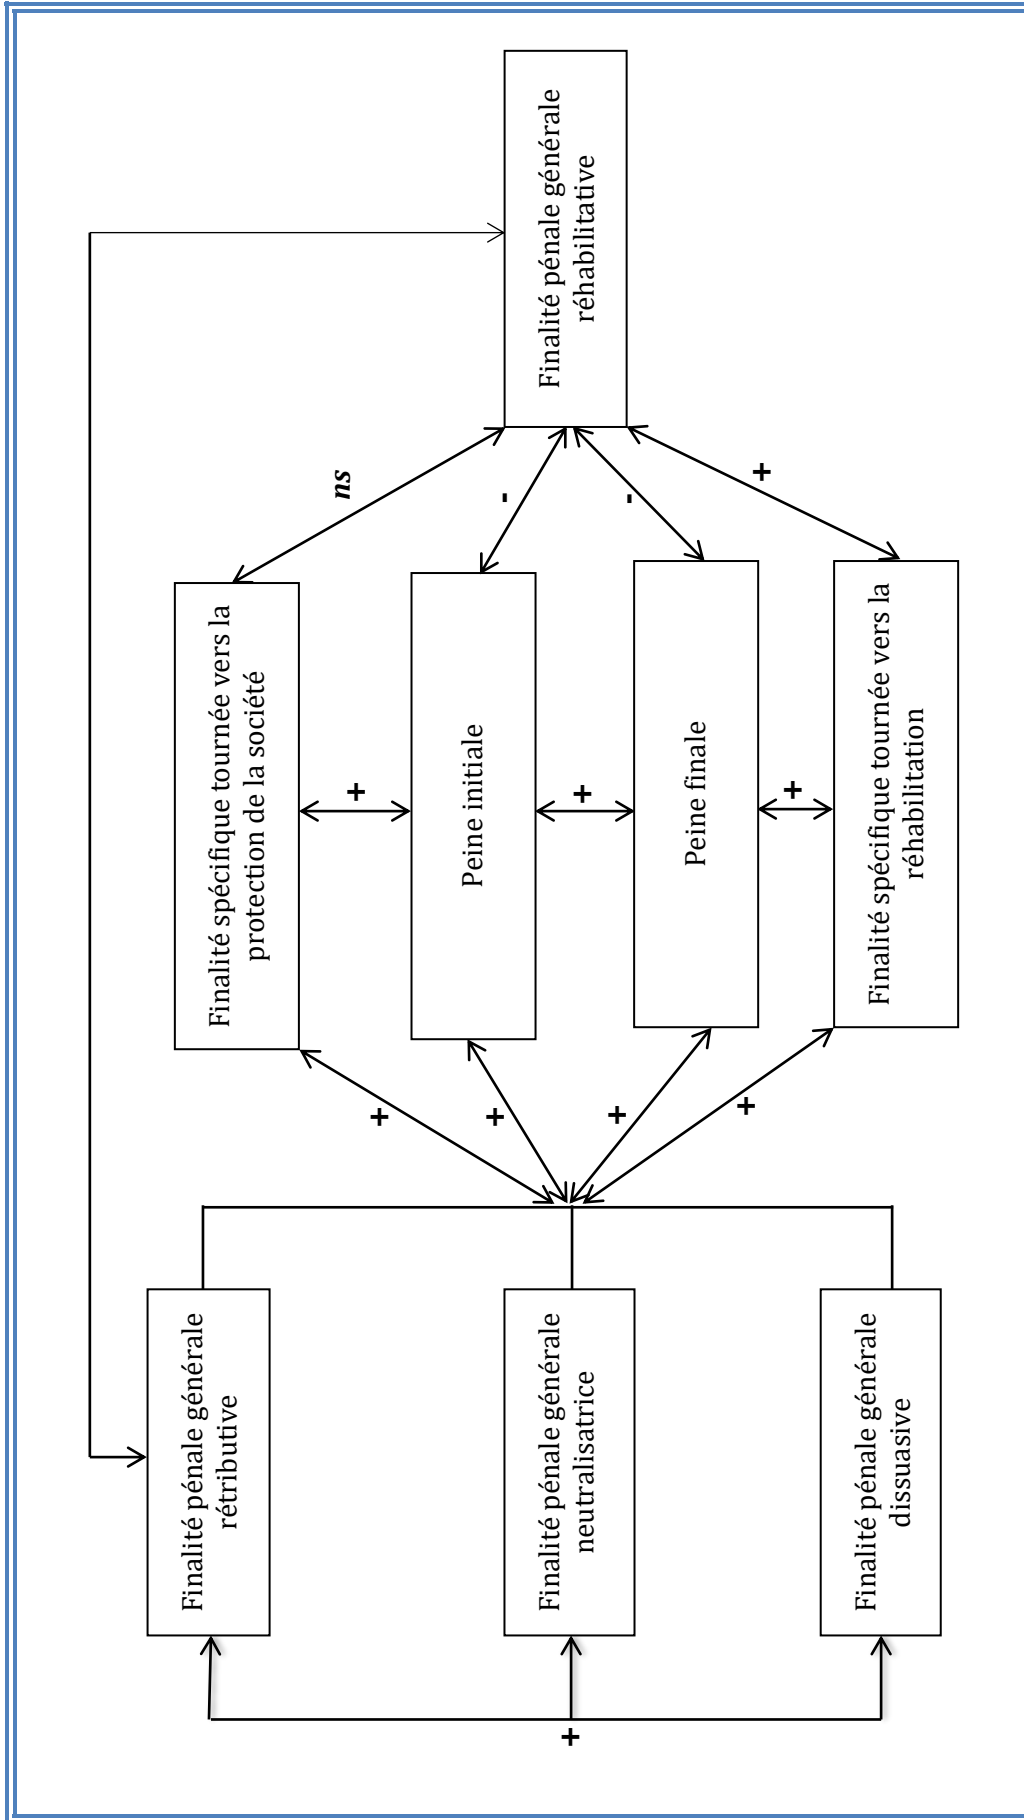 Finalité pénale générale
rétributive
Finalité pénale générale
neutralisatrice
Finalité pénale générale
dissuasive
+
+
+
+
+
Finalité spécifique tournée vers la
protection de la société
+
Peine initiale
+
Peine finale
+
Finalité spécifique tournée vers la
réhabilitation
ns
-
-
+
Finalité pénale générale
réhabilitative